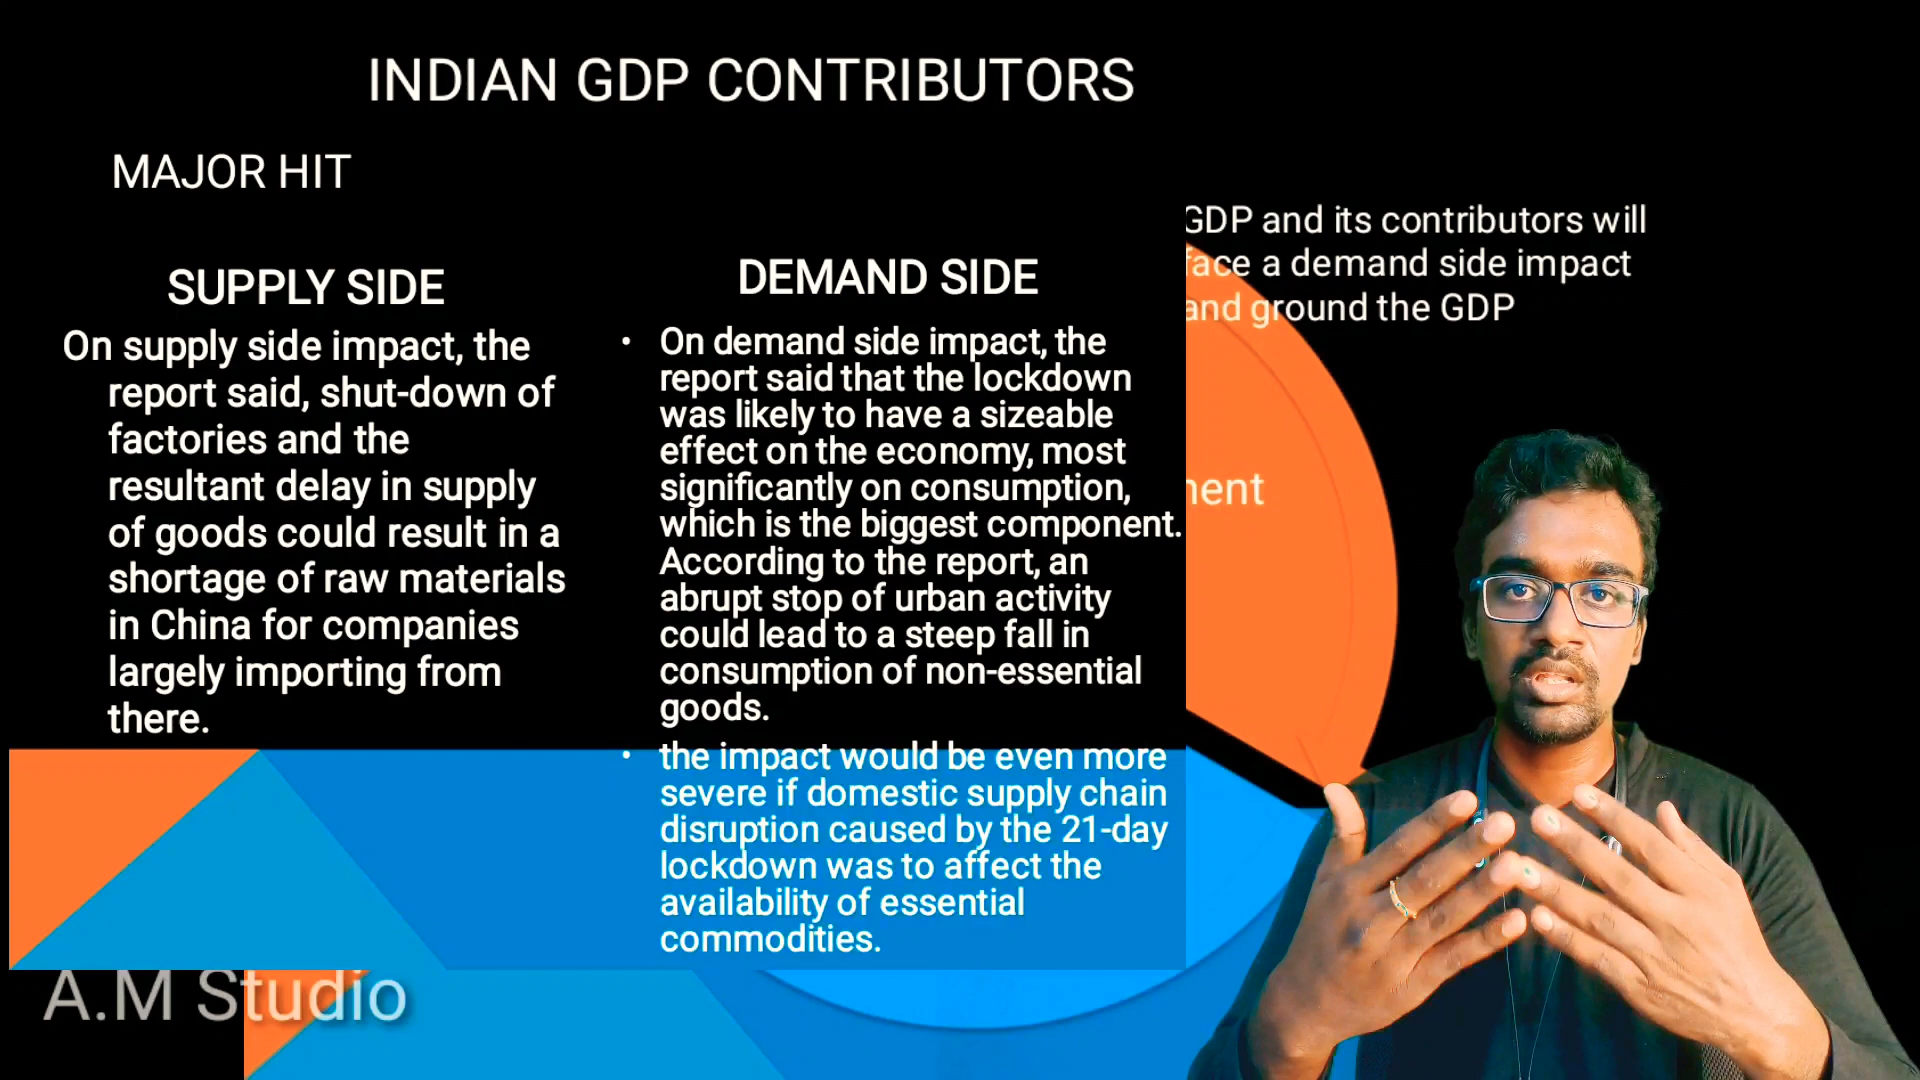 INDIAN GDP CONTRIBUTORS
MAJOR HIT
SUPPLY SIDE
On supply side impact, the
report said, shut-down of
factories and the
resultant delay in supply
of goods could result in a
shortage of raw materials
in China for companies
largely importing from
there.
DEMAND SIDE
• On demand side impact, the
report said that the lockdown
was likely to have a sizeable
effect on the economy, most
significantly on consumption,
which is the biggest component.
According to the report, an
abrupt stop of urban activity
could lead to a steep fall in
consumption of non-essential
goods.
• the impact would be even more
severe if domestic supply chain
disruption caused by the 21-day
lockdown was to affect the
availability of essential
commodities.
GDP and its contributors will
face a demand side impact
and ground the GDP
A.M Studio